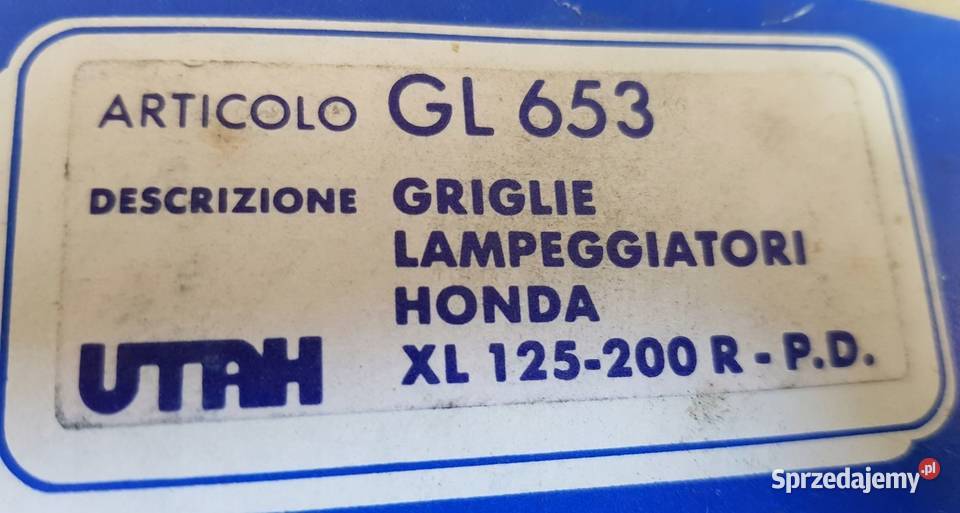 ARTICOLO GL 653
DESCRIZIONE GRIGLIE
LAMPEGGIATORI
HONDA
UTAH XL 125-200 R - P.D.
Sprzedajemy.pl